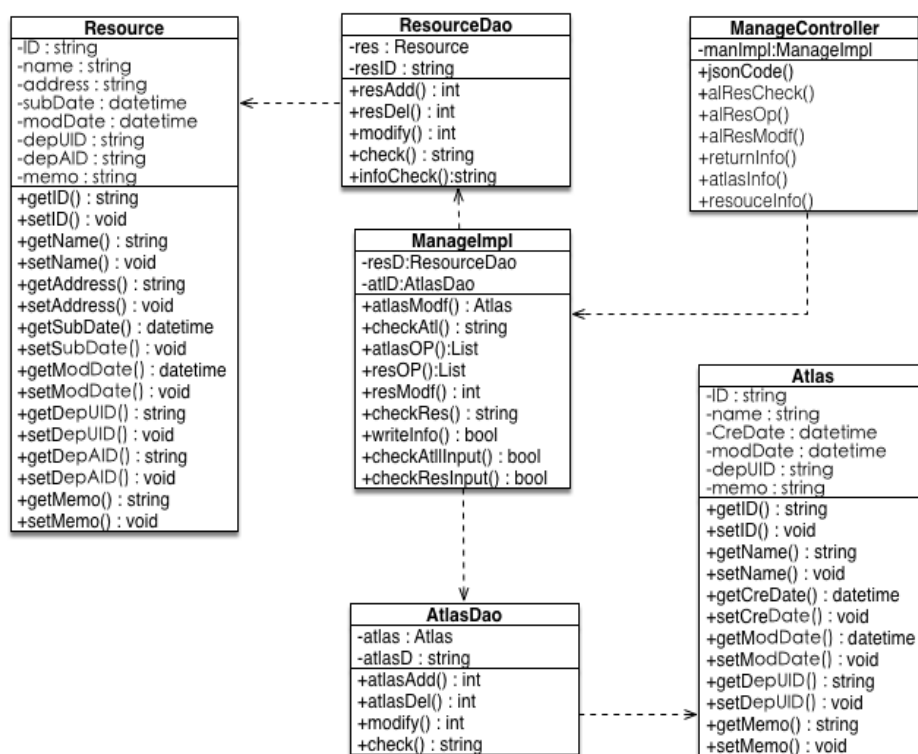 Resource
-ID : string
-name : string
-address : string
-subDate : datetime
-modDate : datetime
-depUID : string
-depAID : string
-memo : string
+getID() : string
+setID() : void
+getName() : string
+setName() : void
+getAddress() : string
+setAddress() : void
+getSubDate() : datetime
+setSubDate() : void
+getModDate() : datetime
+setModDate() : void
+getDepUID() : string
+setDepUID() : void
+getDepAID() : string
+setDepAID() : void
+getMemo() : string
+setMemo() : void
ResourceDao
-res : Resource
-resID : string
+resAdd() : int
+resDel() : int
+modify() : int
+check() : string
+infoCheck():string
ManageController
-manImpl:ManageImpl
+jsonCode()
+alResCheck()
+alResOp()
+alResModf()
+returnInfo()
+atlasInfo()
+resouceInfo()
ManageImpl
-resD:ResourceDao
-atlD:AtlasDao
+atlasModf() : Atlas
+checkAtl() : string
+atlasOP():List
+resOP():List
+resModf() : int
+checkRes() : string
+writeInfo() : bool
+checkAtlIInput() : bool
+checkResInput() : bool
Atlas
-ID : string
-name : string
-CreDate : datetime
-modDate : datetime
-depUID : string
-memo : string
+getID() : string
+setID() : void
+getName() : string
+setName() : void
+getCreDate() : datetime
+setCreDate() : void
+getModDate() : datetime
+setModDate() : void
+getDepUID() : string
+setDepUID() : void
+getMemo() : string
+setMemo() : void
AtlasDao
-atlas : Atlas
-atlasD : string
+atlasAdd() : int
+atlasDel() : int
+modify() : int
+check() : string